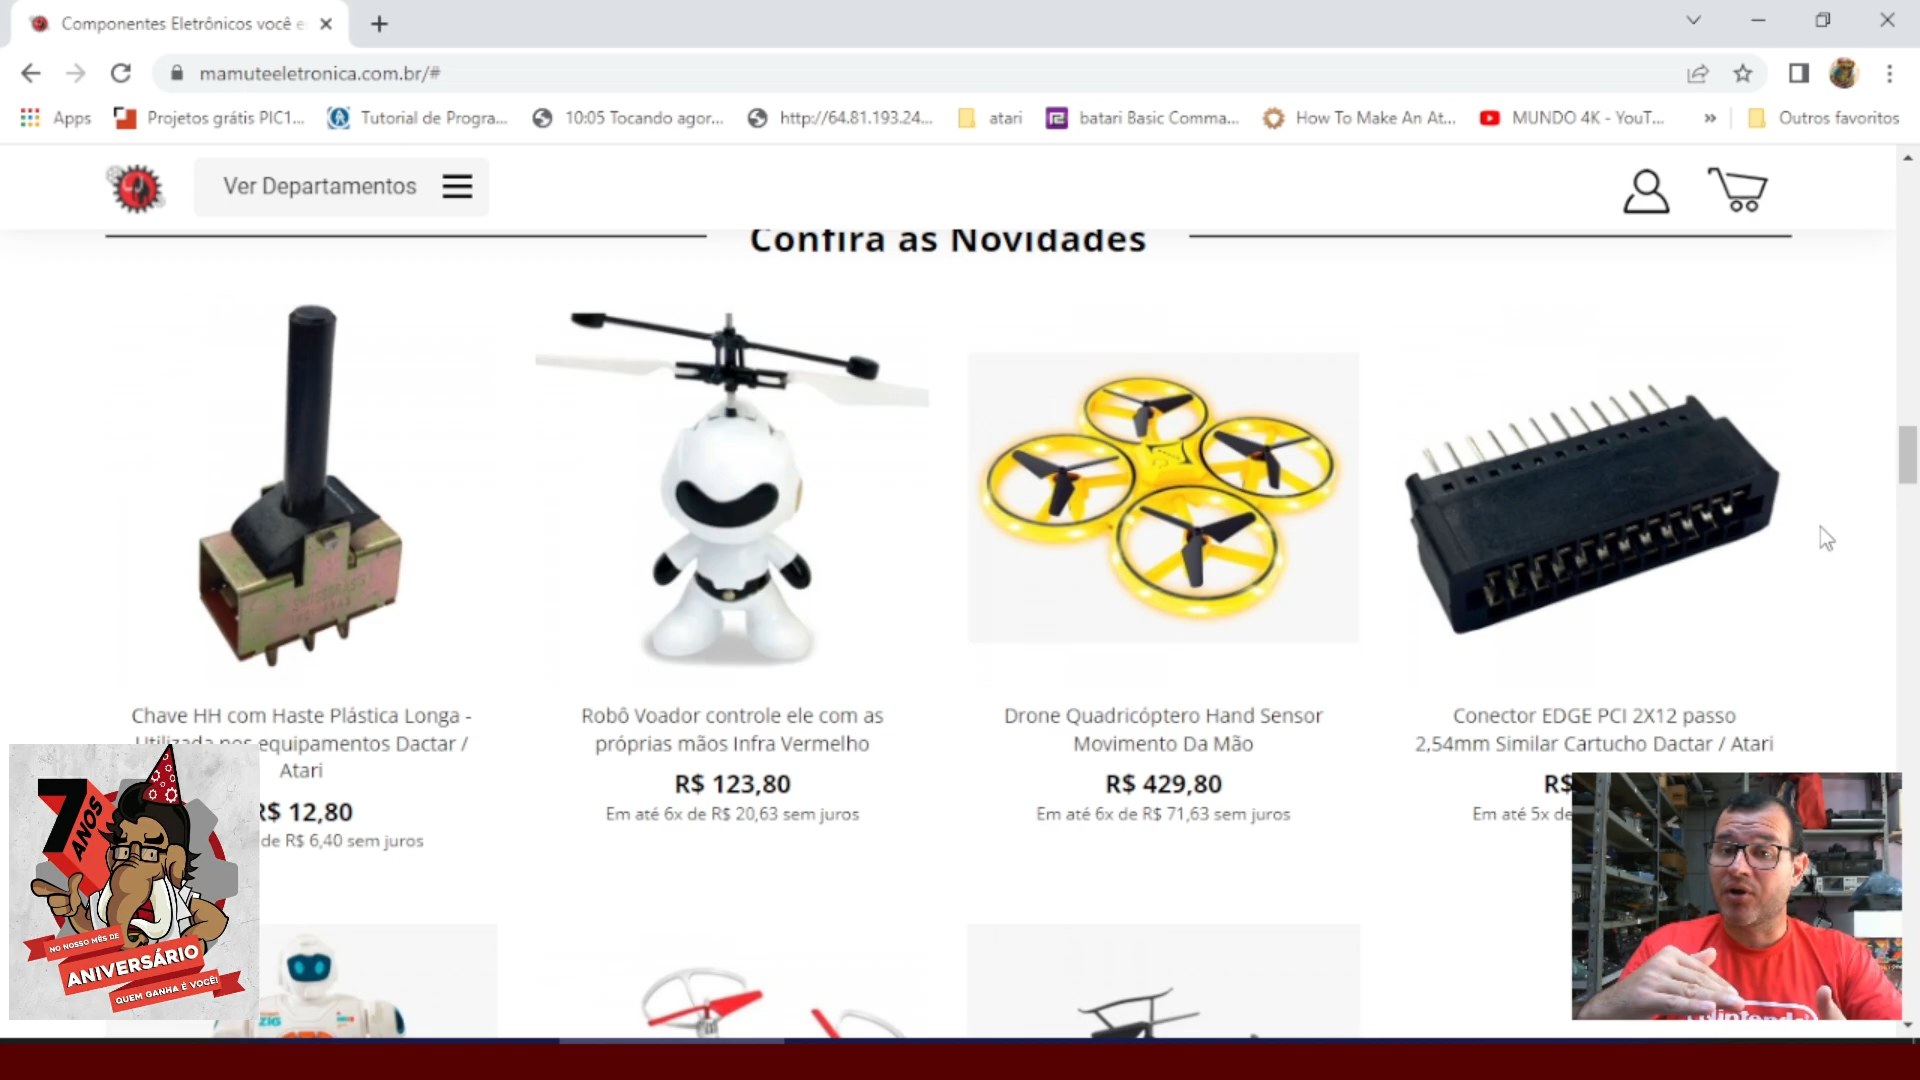 Componentes Eletrônicos você e
mamuteeletronica.com.br/#
Apps
Projetos grátis PIC1...
Tutorial de Progra...
10:05 Tocando agor...
http://64.81.193.24...
atari
batari Basic Comma...
How To Make An At...
MUNDO 4K - YouT...
»
Outros favoritos
Ver Departamentos
Confira as Novidades
Chave HH com Haste Plástica Longa -
Utilizada nos equipamentos Dactar /
Atari
R$ 12,80
de R$ 6,40 sem juros
Robô Voador controle ele com as
próprias mãos Infra Vermelho
R$ 123,80
Em até 6x de R$ 20,63 sem juros
Drone Quadricóptero Hand Sensor
Movimento Da Mão
R$ 429,80
Em até 6x de R$ 71,63 sem juros
Conector EDGE PCI 2X12 passo
2,54mm Similar Cartucho Dactar / Atari
R$
Em até 5x de
7 ANOS
NO NOSSO MÊS DE
ANIVERSÁRIO
QUEM GANHA É VOCÊ!
ZIG
Nintendo